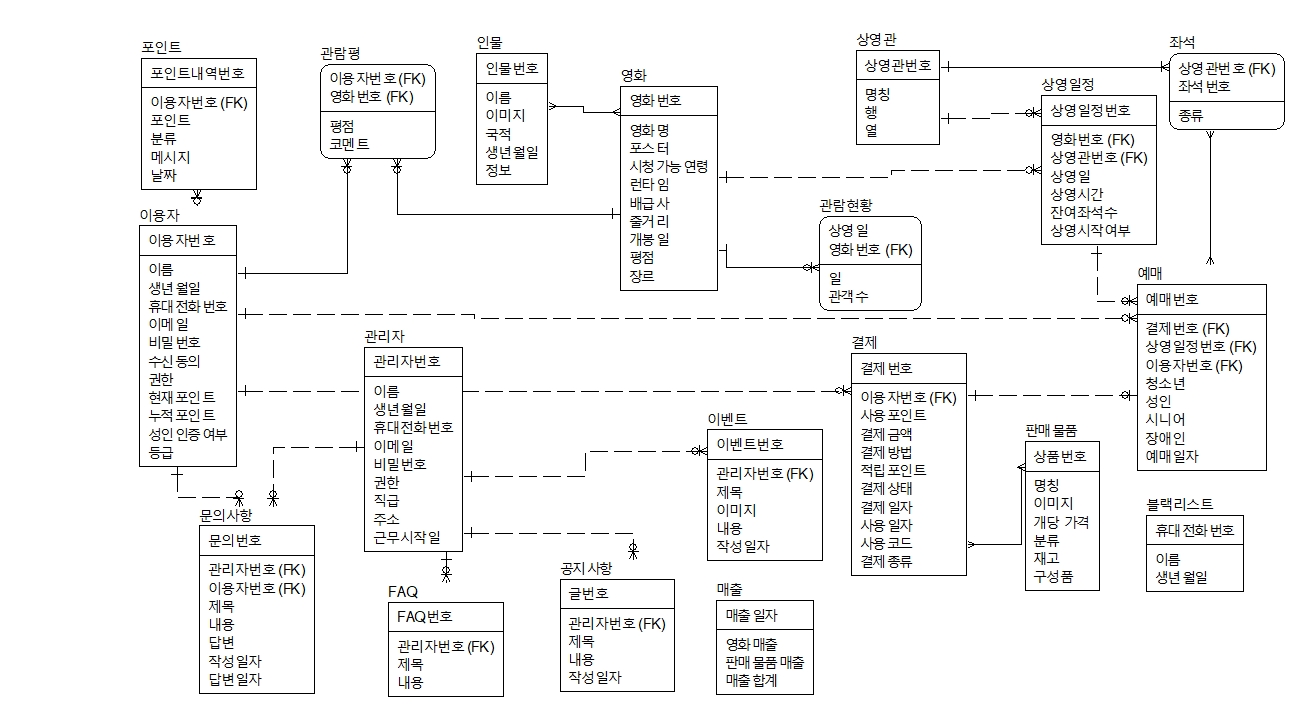 포인트
포인트내역번호
이용자번호 (FK)
포인트
분류
메시지
날짜
관람평
이용자번호 (FK)
영화번호 (FK)
평점
코멘트
인물
인물번호
이름
이미지
국적
생년월일
정보
영화
영화번호
영화명
포스터
시청가능연령
런타임
배급사
줄거리
개봉일
평점
장르
상영관
상영관번호
명칭
행
열
상영일정
상영일정번호
영화번호 (FK)
상영관번호 (FK)
상영일
상영시간
잔여좌석수
상영시작여부
좌석
상영관번호 (FK)
좌석번호
종류
관람현황
상영일
영화번호 (FK)
일
관객수
이용자
이용자번호
이름
생년월일
휴대전화번호
이메일
비밀번호
수신동의
권한
현재포인트
누적포인트
성인인증여부
등급
예매
예매번호
결제번호 (FK)
상영일정번호 (FK)
이용자번호 (FK)
청소년
성인
시니어
장애인
예매일자
관리자
관리자번호
이름
생년월일
휴대전화번호
이메일
비밀번호
권한
직급
주소
근무시작일
결제
결제번호
이용자번호 (FK)
사용포인트
결제금액
결제방법
적립포인트
결제상태
결제일자
사용일자
사용코드
결제종류
이벤트
이벤트번호
관리자번호 (FK)
제목
이미지
내용
작성일자
판매물품
상품번호
명칭
이미지
개당 가격
분류
재고
구성품
블랙리스트
휴대전화번호
이름
생년월일
문의사항
문의번호
관리자번호 (FK)
이용자번호 (FK)
제목
내용
답변
작성일자
답변일자
FAQ
FAQ번호
관리자번호 (FK)
제목
내용
공지사항
글번호
관리자번호 (FK)
제목
내용
작성일자
매출
매출일자
영화매출
판매물품매출
매출합계